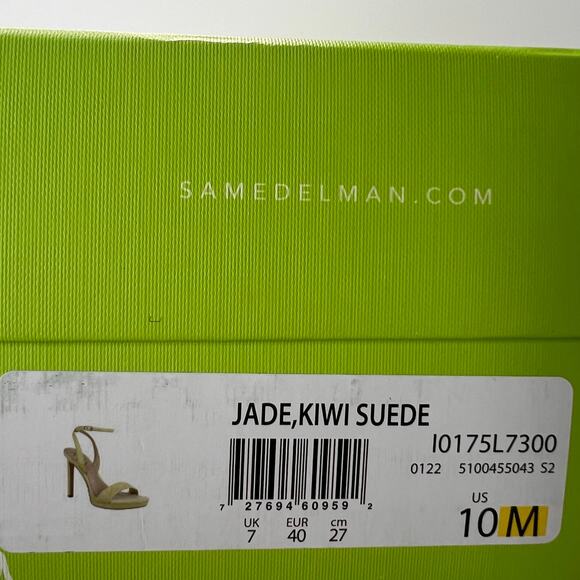 SAMEDELMAN.COM
JADE,KIWI SUEDE
I0175L7300
0122 5100455043 S2
7 27694 60959 2
UK EUR cm
7 40 27
US
10 M